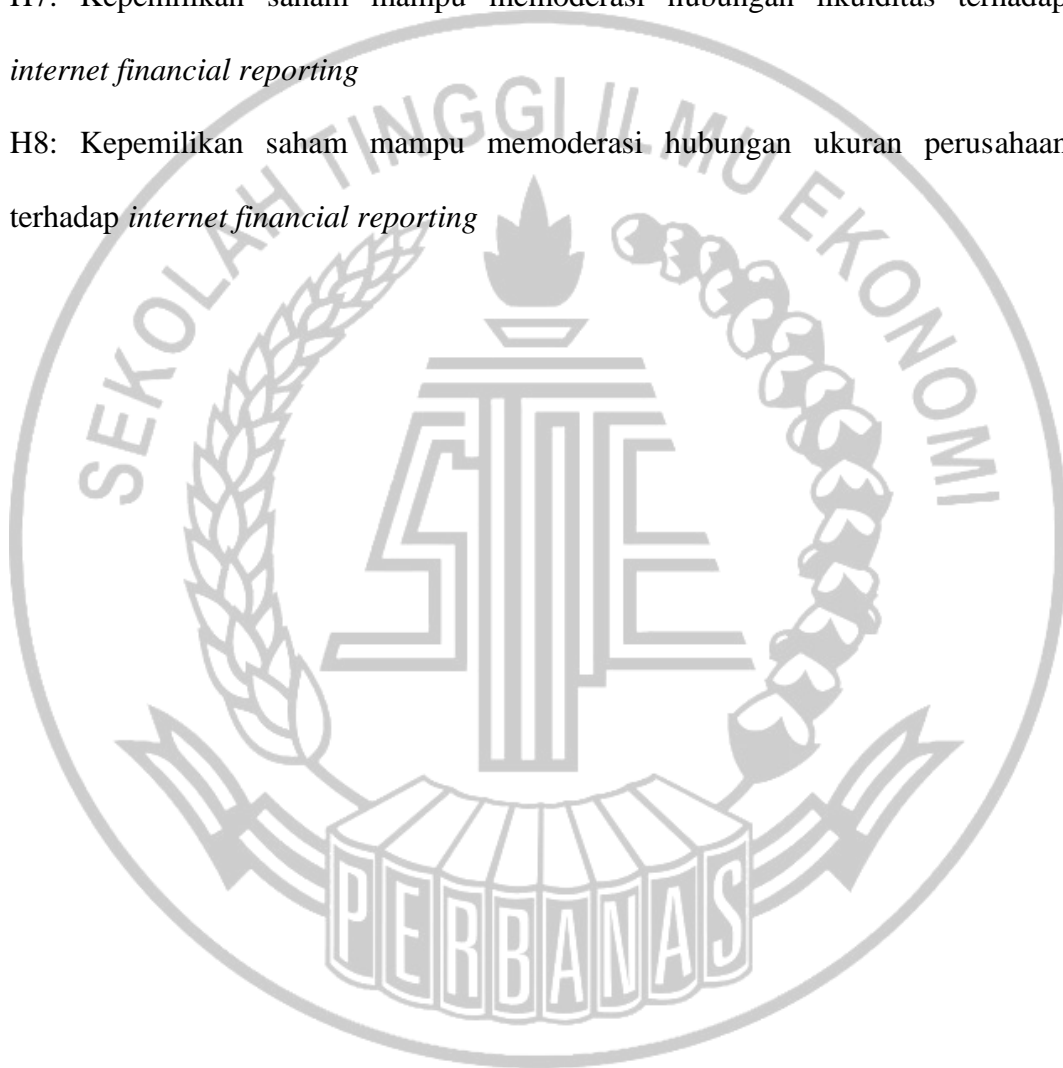 H7: Kepemilikan saham mampu memoderasi hubungan likuiditas terhadap
internet financial reporting
H8: Kepemilikan saham mampu memoderasi hubungan ukuran perusahaan
terhadap internet financial reporting
SEKOLAH TINGGI ILMU EKONOMI
STIE
PERBANAS